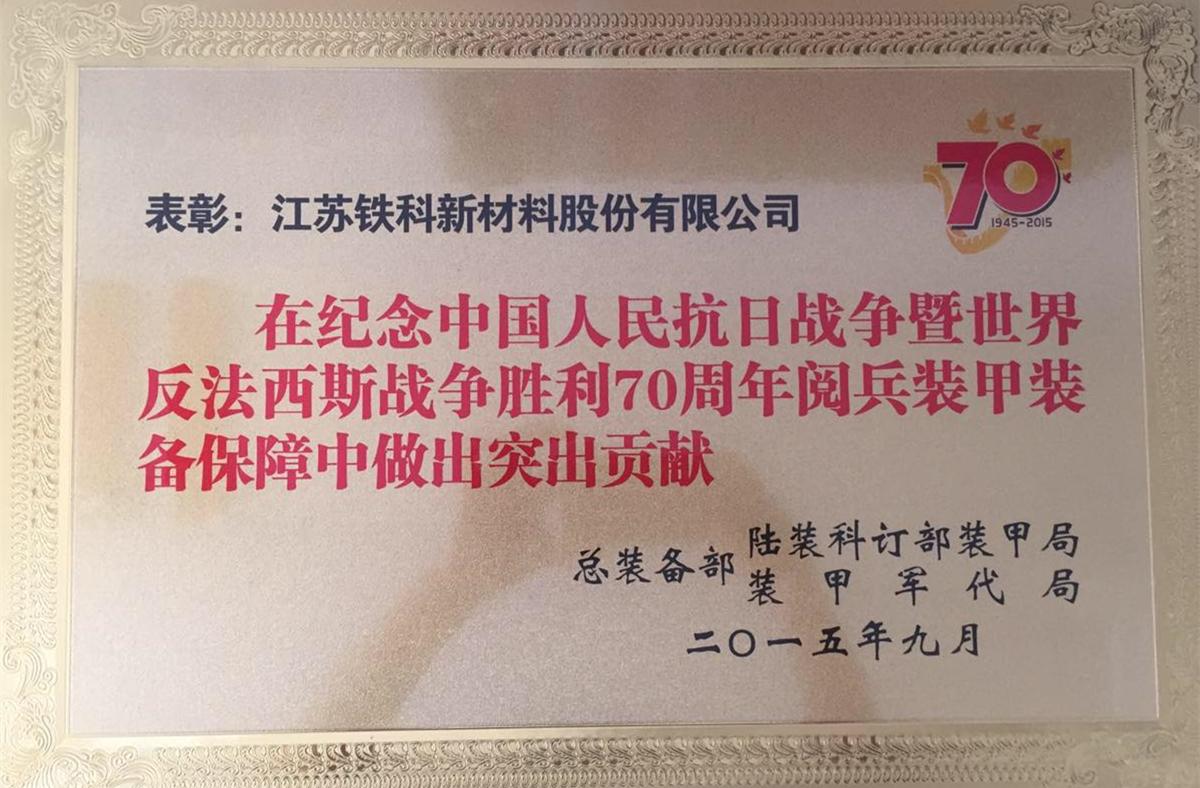 70
1945-2015
表彰：江苏铁科新材料股份有限公司
在纪念中国人民抗日战争暨世界
反法西斯战争胜利70周年阅兵装甲装
备保障中做出突出贡献
总装备部
陆装科订部装甲局
装甲军代局
二〇一五年九月